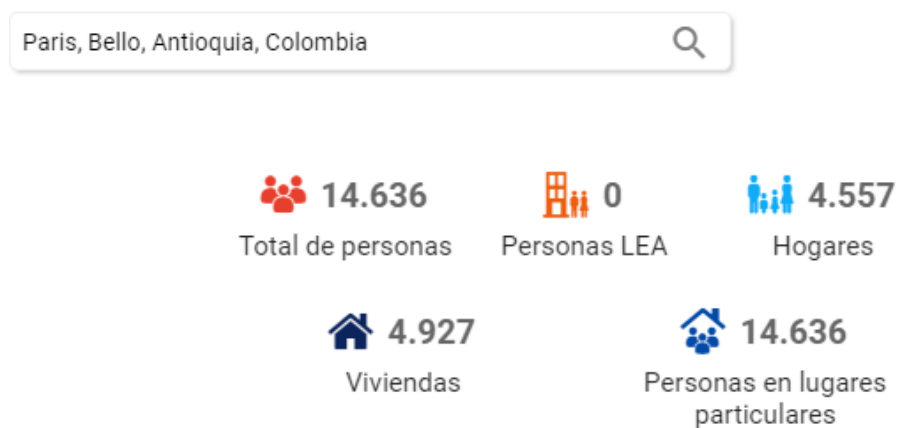 Paris, Bello, Antioquia, Colombia
14.636
Total de personas
0
Personas LEA
4.557
Hogares
4.927
Viviendas
14.636
Personas en lugares
particulares